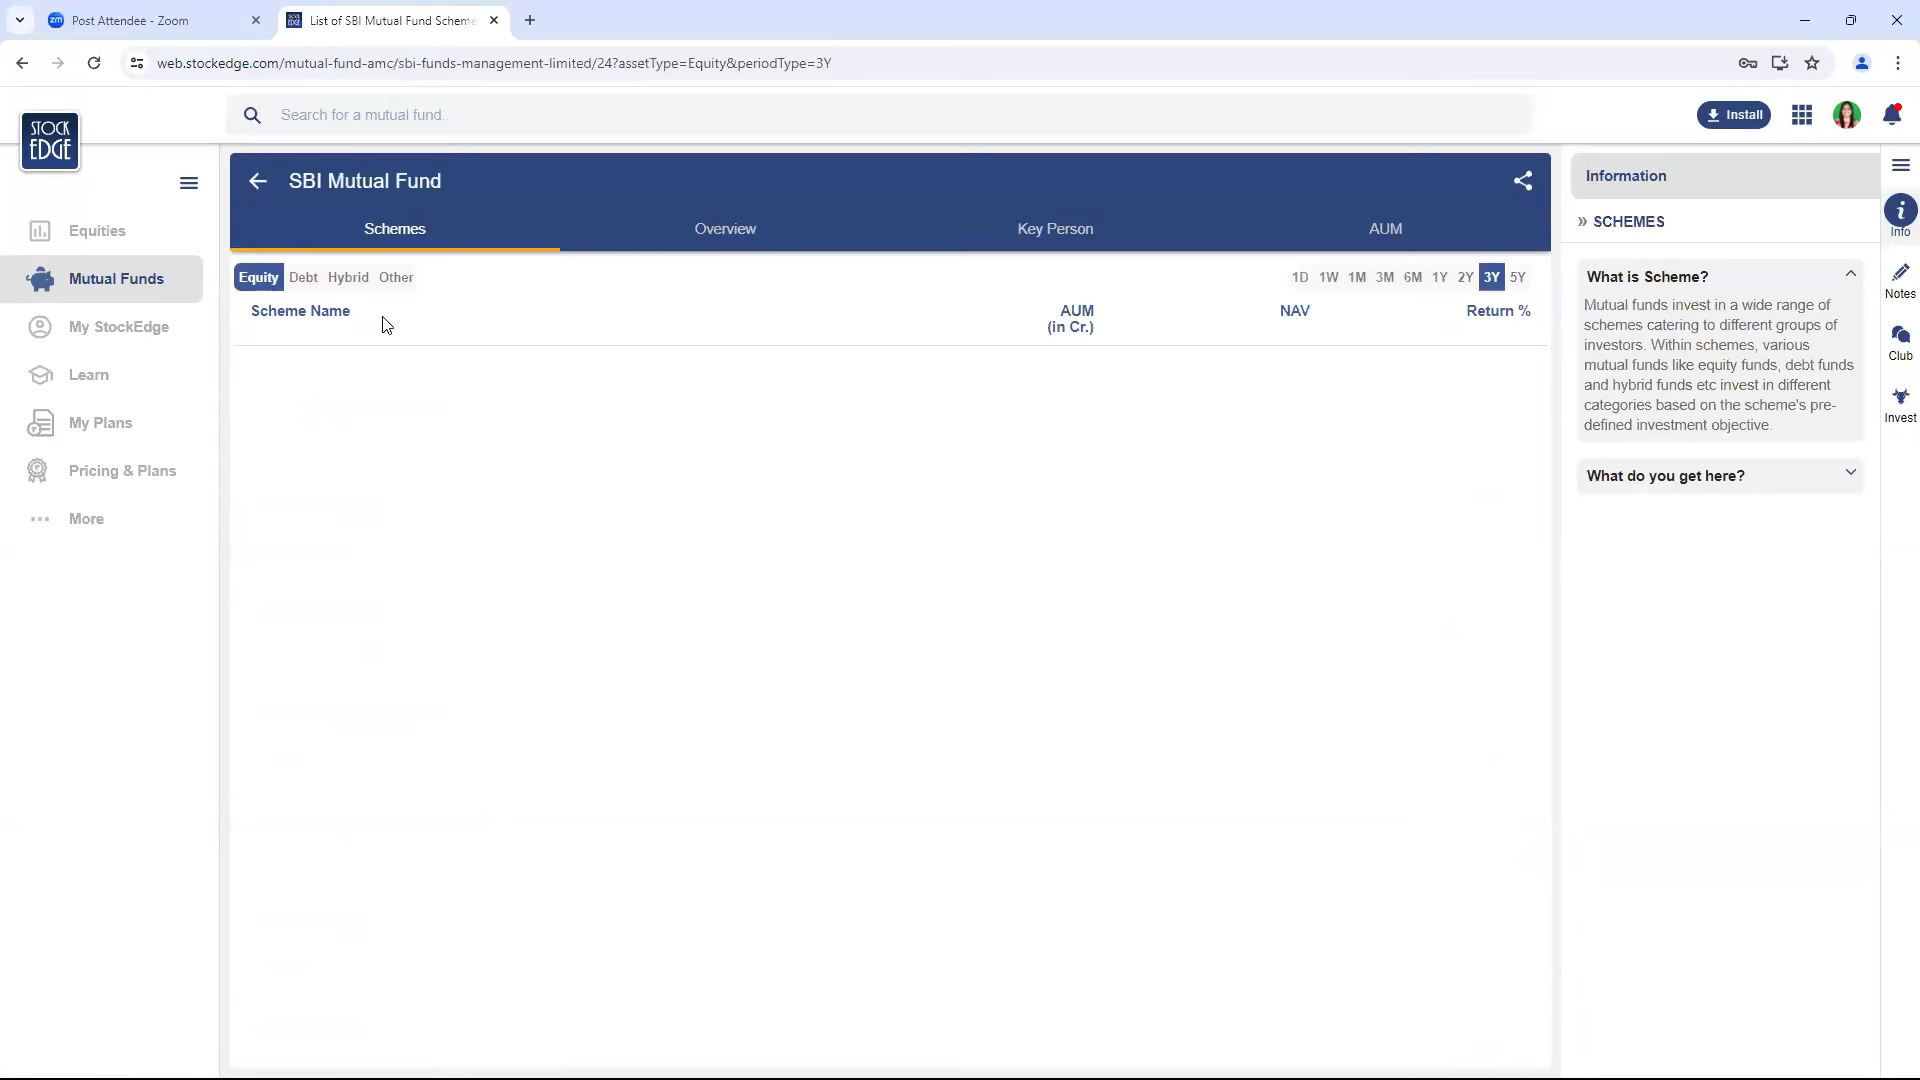 Post Attendee - Zoom
List of SBI Mutual Fund Scheme
web.stockedge.com/mutual-fund-amc/sbi-funds-management-limited/24?assetType=Equity&periodType=3Y
STOCK
EDGE
Search for a mutual fund..
Install
Equities
Mutual Funds
My StockEdge
Learn
My Plans
Pricing & Plans
More
SBI Mutual Fund
Schemes Overview Key Person AUM
Equity Debt Hybrid Other 1D 1W 1M 3M 6M 1Y 2Y 3Y 5Y
Scheme Name AUM NAV Return %
(in Cr.)
Information
» SCHEMES
What is Scheme?
Mutual funds invest in a wide range of
schemes catering to different groups of
investors. Within schemes, various
mutual funds like equity funds, debt funds
and hybrid funds etc invest in different
categories based on the scheme's pre-
defined investment objective.
What do you get here?
Info
Notes
Club
Invest